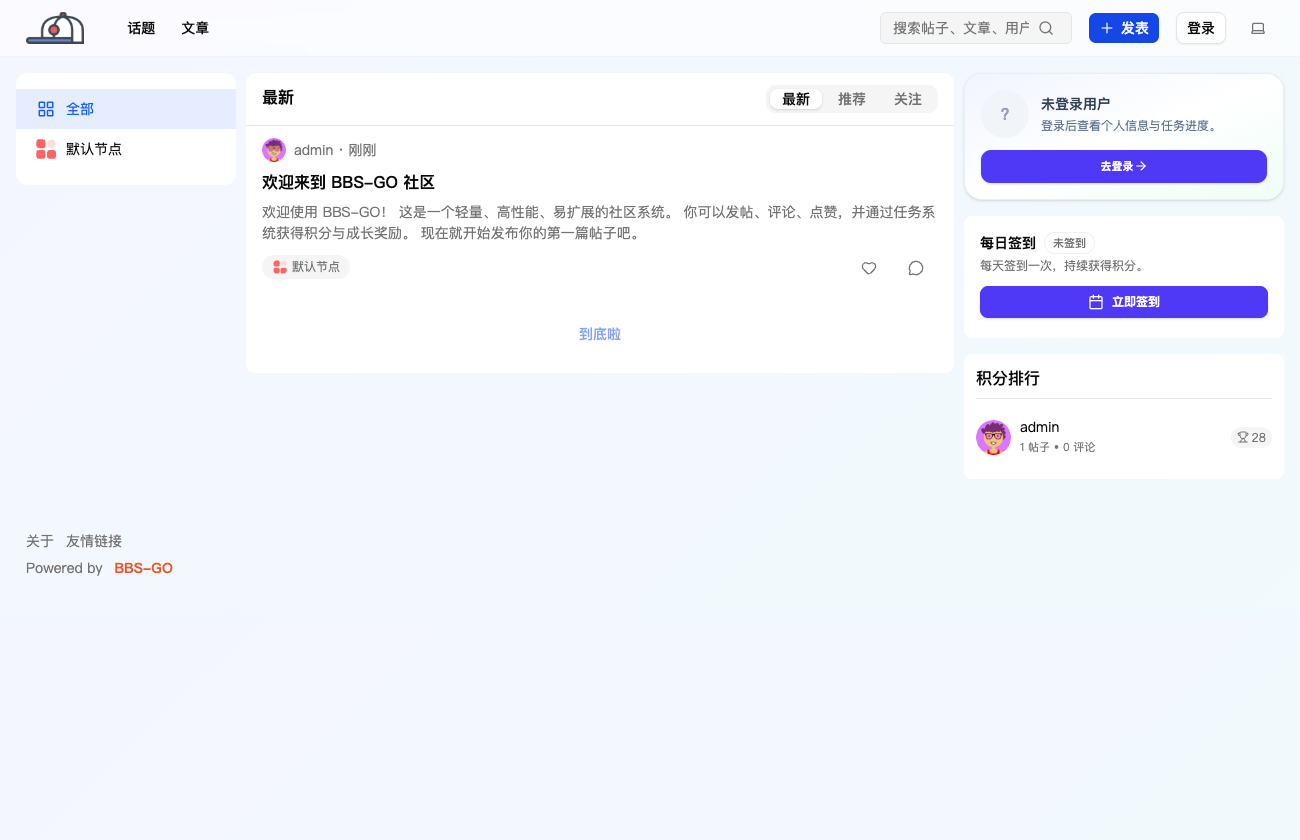 话题 文章 搜索帖子、文章、用户 发表 登录
全部
默认节点
最新 最新 推荐 关注
admin · 刚刚
欢迎来到 BBS-GO 社区
欢迎使用 BBS-GO! 这是一个轻量、高性能、易扩展的社区系统。 你可以发帖、评论、点赞，并通过任务系
统获得积分与成长奖励。 现在就开始发布你的第一篇帖子吧。
默认节点
到底啦
?
未登录用户
登录后查看个人信息与任务进度。
去登录
每日签到 未签到
每天签到一次，持续获得积分。
立即签到
积分排行
admin
1 帖子 • 0 评论
28
关于 友情链接
Powered by BBS-GO